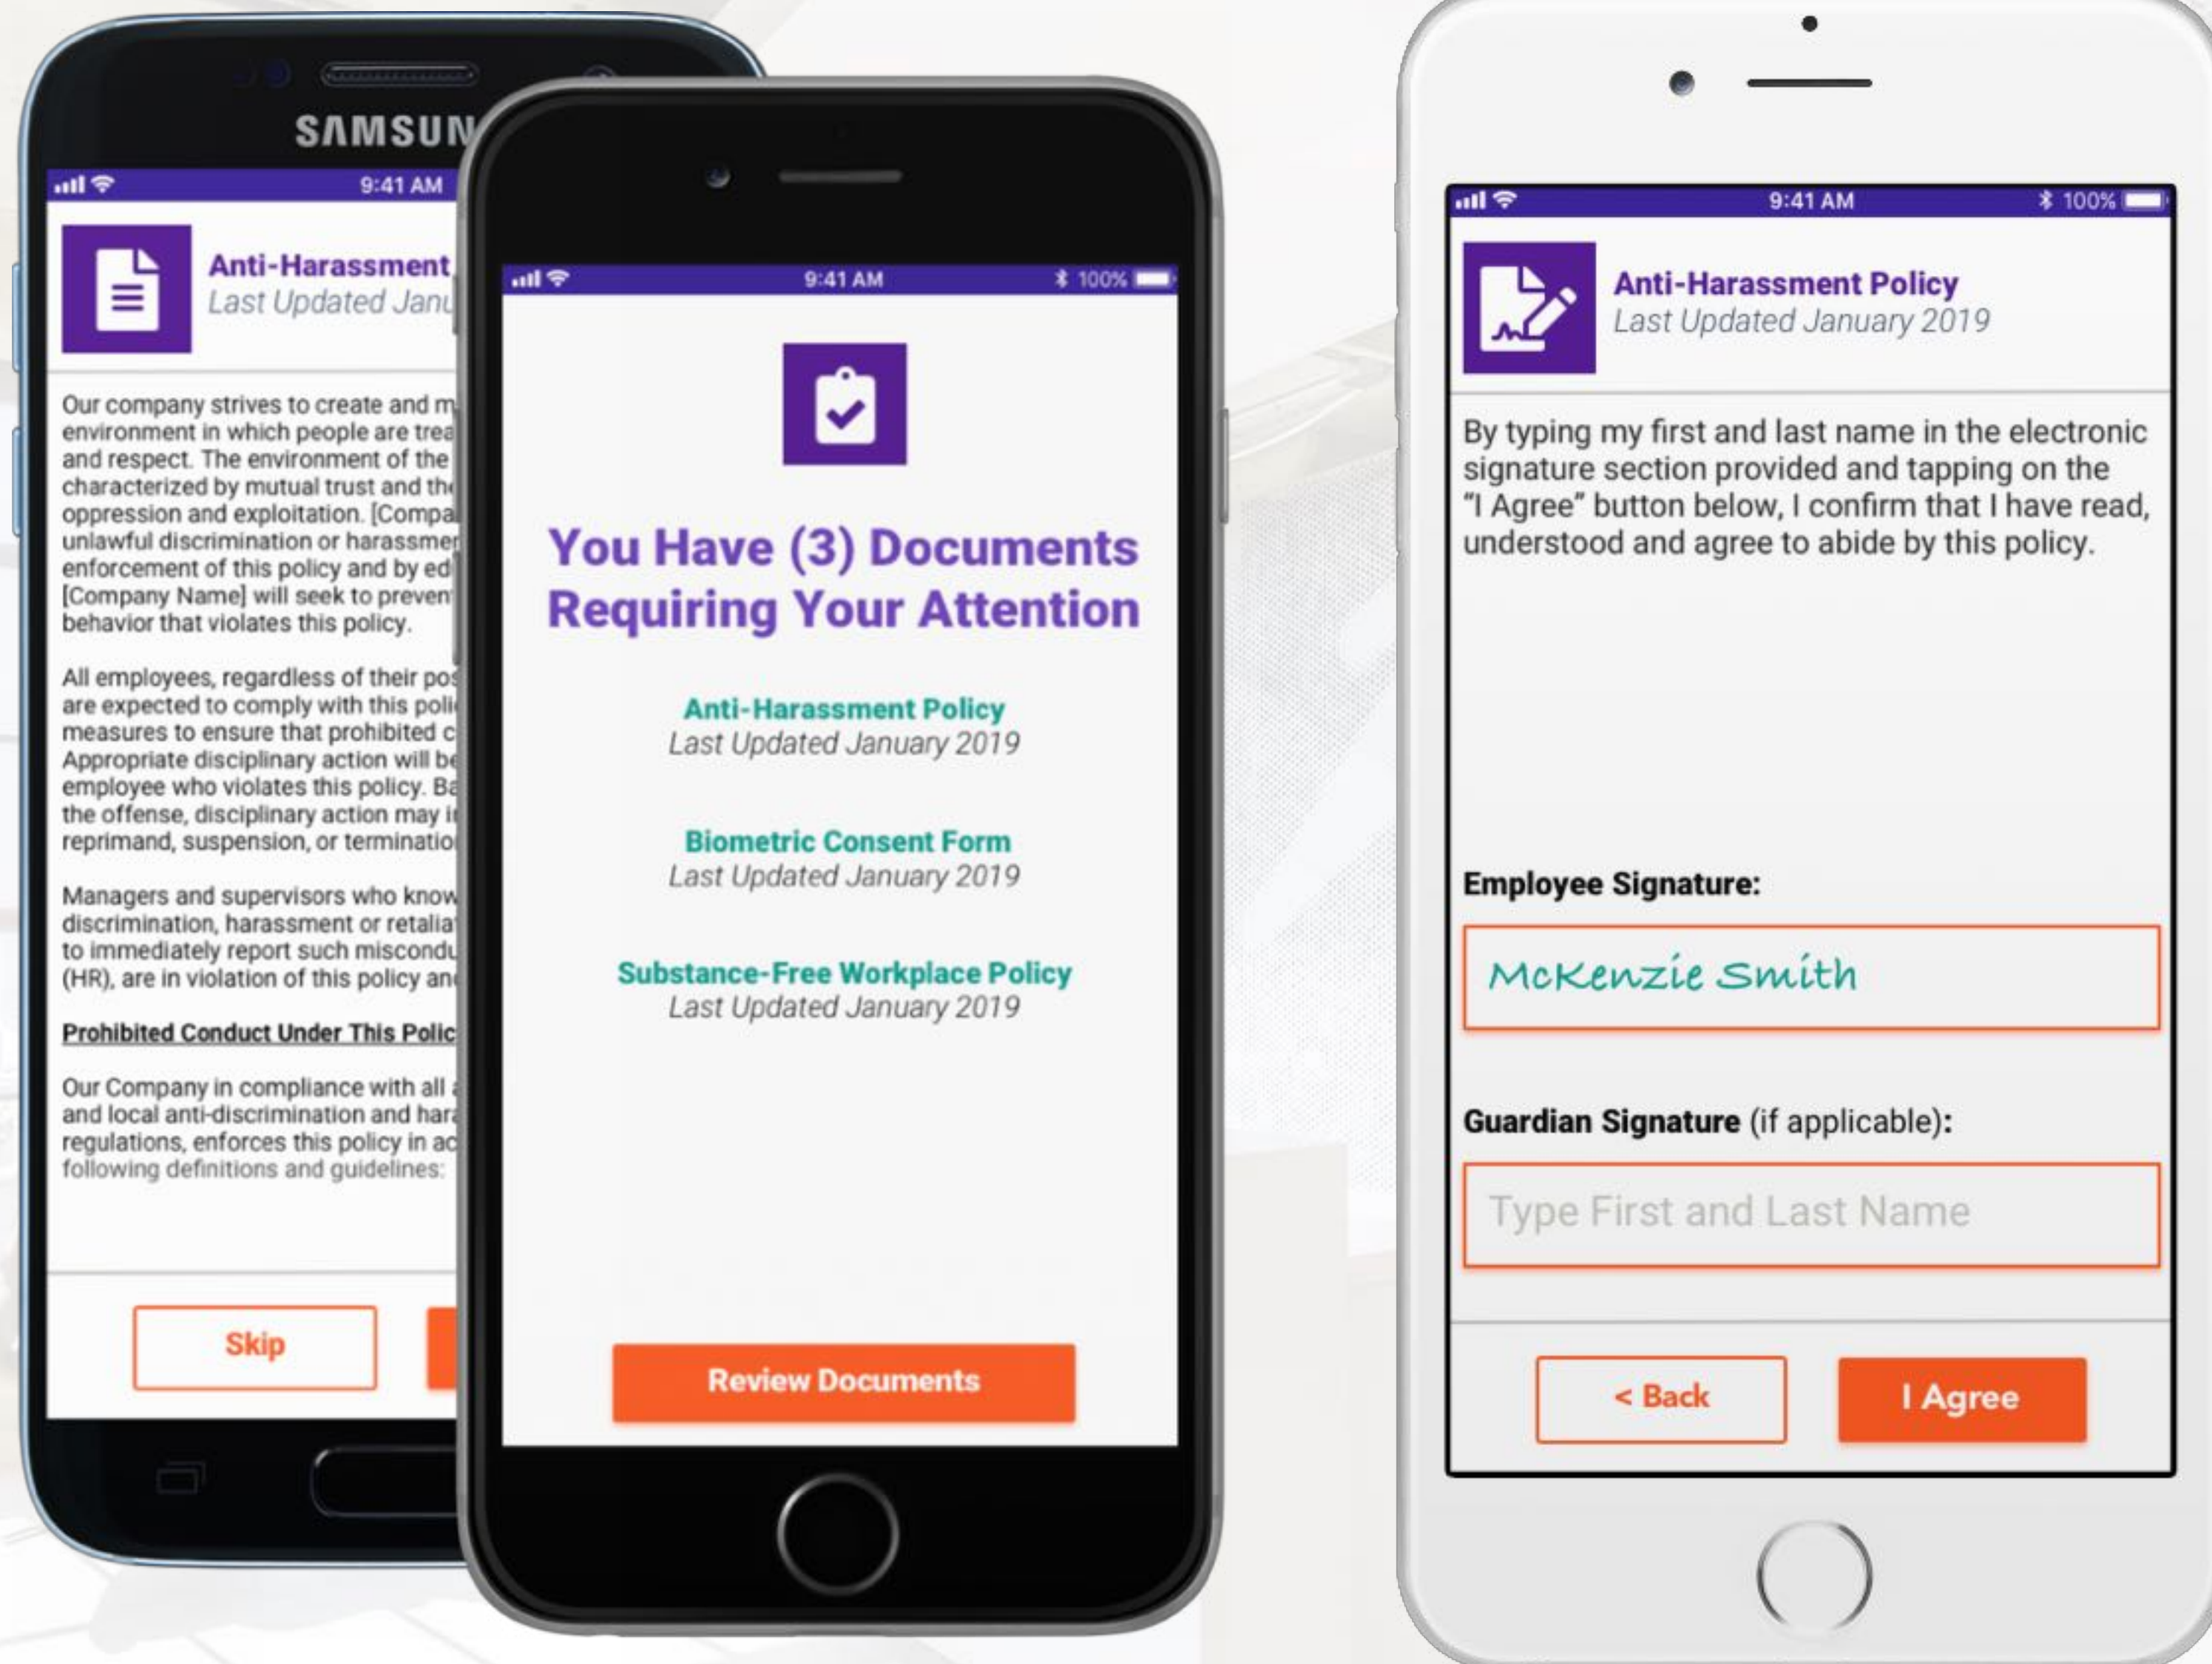 SAMSUN
9:41 AM
Anti-Harassment
Last Updated Janu
Our company strives to create and m
environment in which people are trea
and respect. The environment of the
characterized by mutual trust and the
oppression and exploitation. [Compa
unlawful discrimination or harassmen
enforcement of this policy and by ed
[Company Name] will seek to preven
behavior that violates this policy.
All employees, regardless of their pos
are expected to comply with this poli
measures to ensure that prohibited c
Appropriate disciplinary action will be
employee who violates this policy. Ba
the offense, disciplinary action may i
reprimand, suspension, or terminatio
Managers and supervisors who know
discrimination, harassment or retalia
to immediately report such miscondu
(HR), are in violation of this policy and
Prohibited Conduct Under This Polic
Our Company in compliance with all a
and local anti-discrimination and hara
regulations, enforces this policy in ac
following definitions and guidelines:
Skip
9:41 AM 100%
You Have (3) Documents
Requiring Your Attention
Anti-Harassment Policy
Last Updated January 2019
Biometric Consent Form
Last Updated January 2019
Substance-Free Workplace Policy
Last Updated January 2019
Review Documents
9:41 AM 100%
Anti-Harassment Policy
Last Updated January 2019
By typing my first and last name in the electronic
signature section provided and tapping on the
“I Agree” button below, I confirm that I have read,
understood and agree to abide by this policy.
Employee Signature:
McKenzie Smith
Guardian Signature (if applicable):
Type First and Last Name
< Back
I Agree